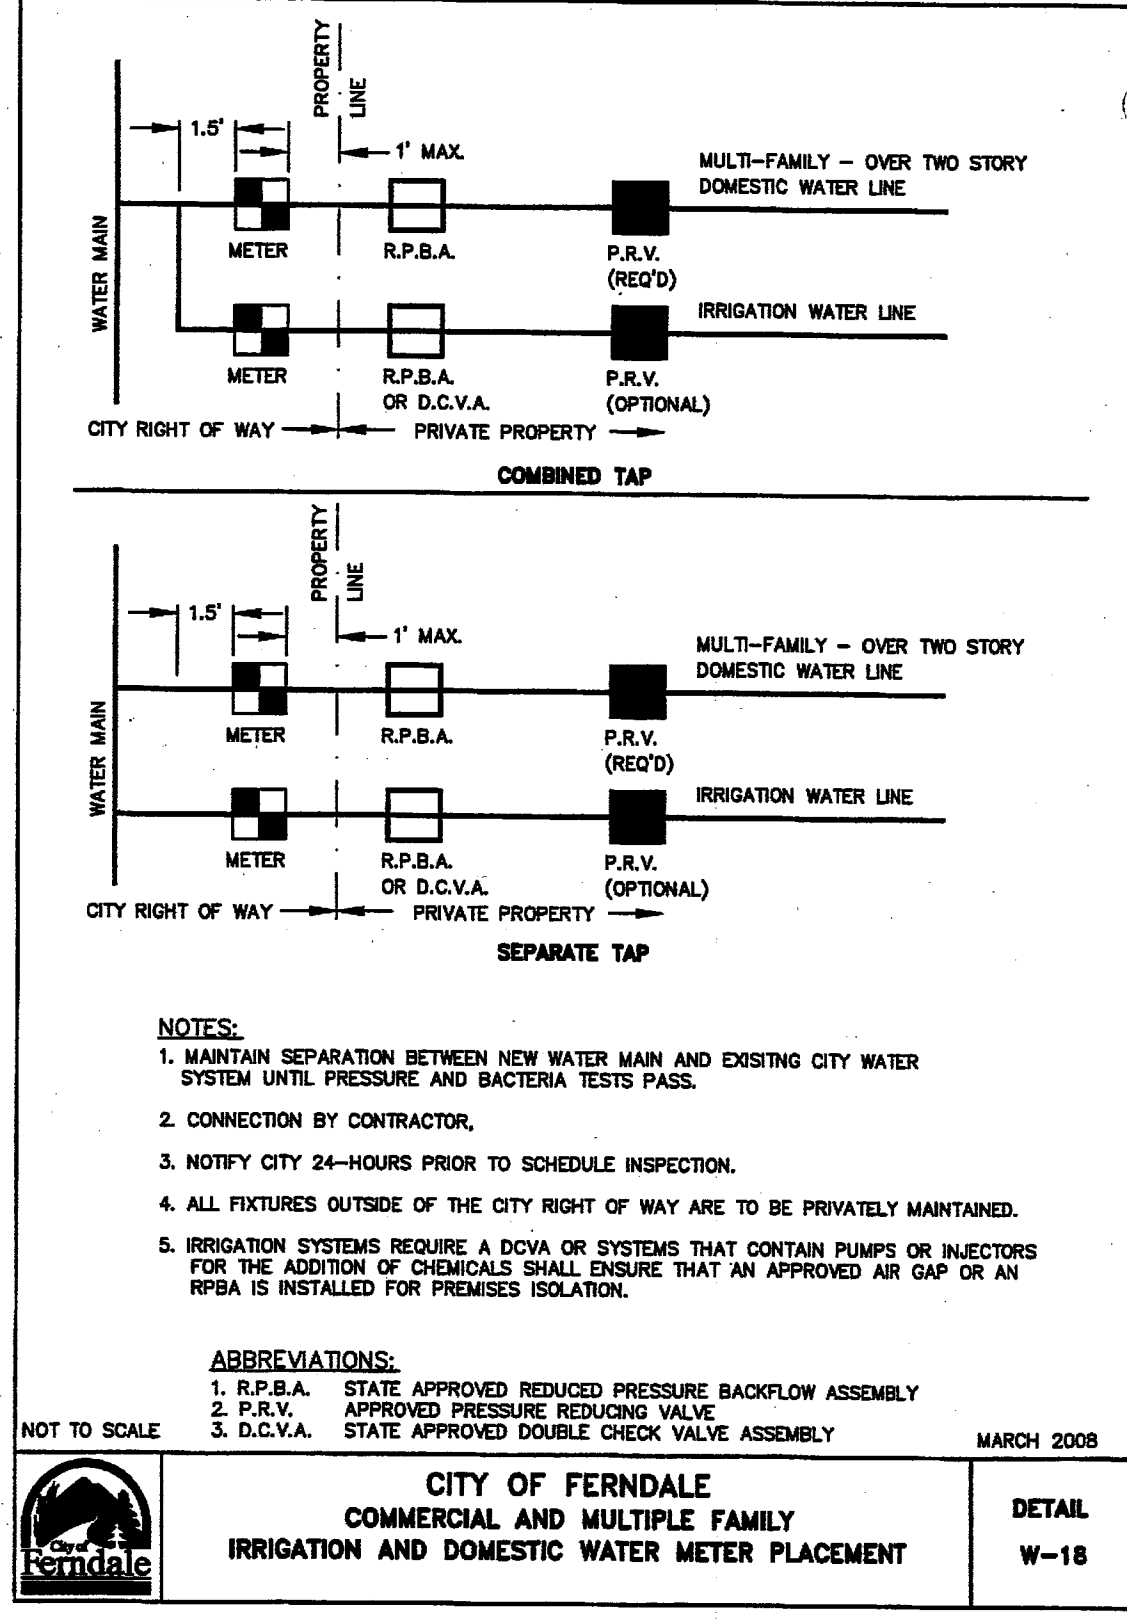 PROPERTY
LINE
1.5'
1' MAX.
MULTI-FAMILY - OVER TWO STORY
DOMESTIC WATER LINE
WATER MAIN
METER
R.P.B.A.
P.R.V.
(REQ'D)
IRRIGATION WATER LINE
METER
R.P.B.A.
OR D.C.V.A.
P.R.V.
(OPTIONAL)
CITY RIGHT OF WAY
PRIVATE PROPERTY
COMBINED TAP
PROPERTY
LINE
1.5'
1' MAX.
MULTI-FAMILY - OVER TWO STORY
DOMESTIC WATER LINE
WATER MAIN
METER
R.P.B.A.
P.R.V.
(REQ'D)
IRRIGATION WATER LINE
METER
R.P.B.A.
OR D.C.V.A.
P.R.V.
(OPTIONAL)
CITY RIGHT OF WAY
PRIVATE PROPERTY
SEPARATE TAP
NOTES:
1. MAINTAIN SEPARATION BETWEEN NEW WATER MAIN AND EXISITNG CITY WATER
SYSTEM UNTIL PRESSURE AND BACTERIA TESTS PASS.
2. CONNECTION BY CONTRACTOR,
3. NOTIFY CITY 24-HOURS PRIOR TO SCHEDULE INSPECTION.
4. ALL FIXTURES OUTSIDE OF THE CITY RIGHT OF WAY ARE TO BE PRIVATELY MAINTAINED.
5. IRRIGATION SYSTEMS REQUIRE A DCVA OR SYSTEMS THAT CONTAIN PUMPS OR INJECTORS
FOR THE ADDITION OF CHEMICALS SHALL ENSURE THAT AN APPROVED AIR GAP OR AN
RPBA IS INSTALLED FOR PREMISES ISOLATION.
ABBREVIATIONS:
1. R.P.B.A. STATE APPROVED REDUCED PRESSURE BACKFLOW ASSEMBLY
2. P.R.V. APPROVED PRESSURE REDUCING VALVE
3. D.C.V.A. STATE APPROVED DOUBLE CHECK VALVE ASSEMBLY
NOT TO SCALE
MARCH 2008
City of
Ferndale
CITY OF FERNDALE
COMMERCIAL AND MULTIPLE FAMILY
IRRIGATION AND DOMESTIC WATER METER PLACEMENT
DETAIL
W-18